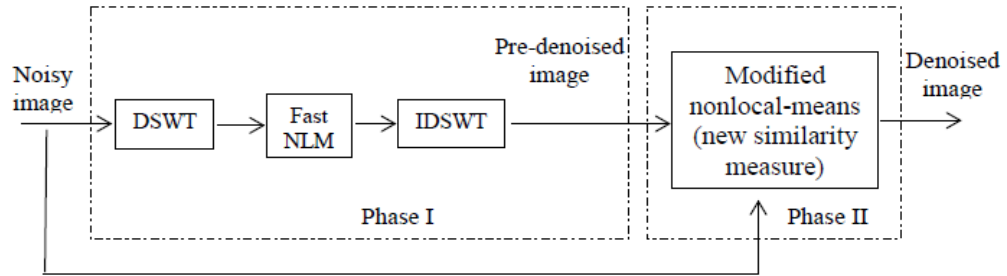 Noisy
image
DSWT
Fast
NLM
IDSWT
Pre-denoised
image
Phase I
Modified
nonlocal-means
(new similarity
measure)
Phase II
Denoised
image